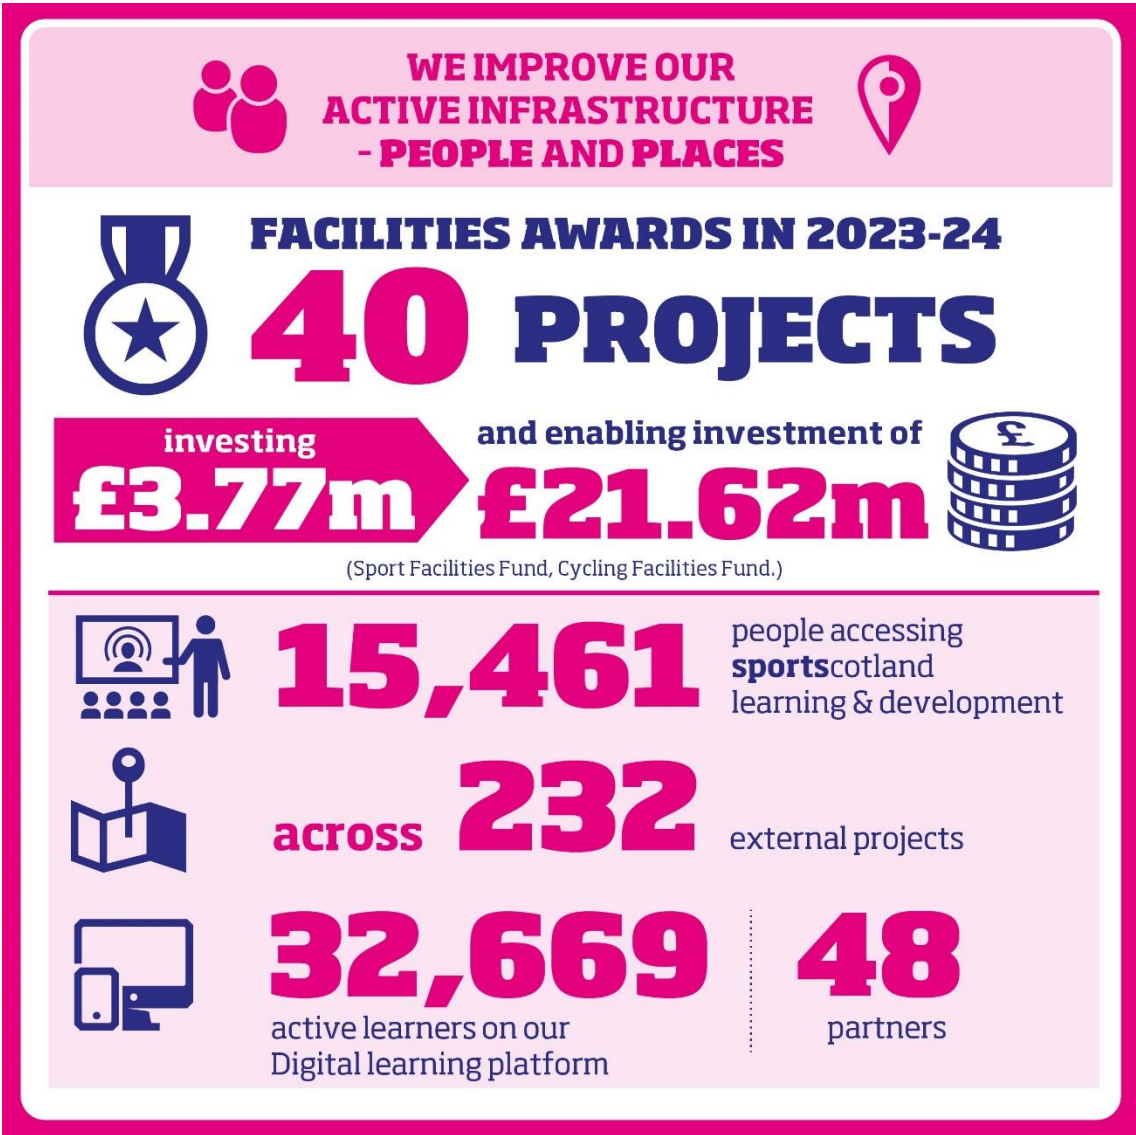 WE IMPROVE OUR
ACTIVE INFRASTRUCTURE
- PEOPLE AND PLACES
FACILITIES AWARDS IN 2023-24
40 PROJECTS
investing
£3.77m
and enabling investment of
£21.62m
£
(Sport Facilities Fund, Cycling Facilities Fund.)
15,461
people accessing
sportscotland
learning & development
across 232 external projects
32,669
active learners on our
Digital learning platform
48
partners